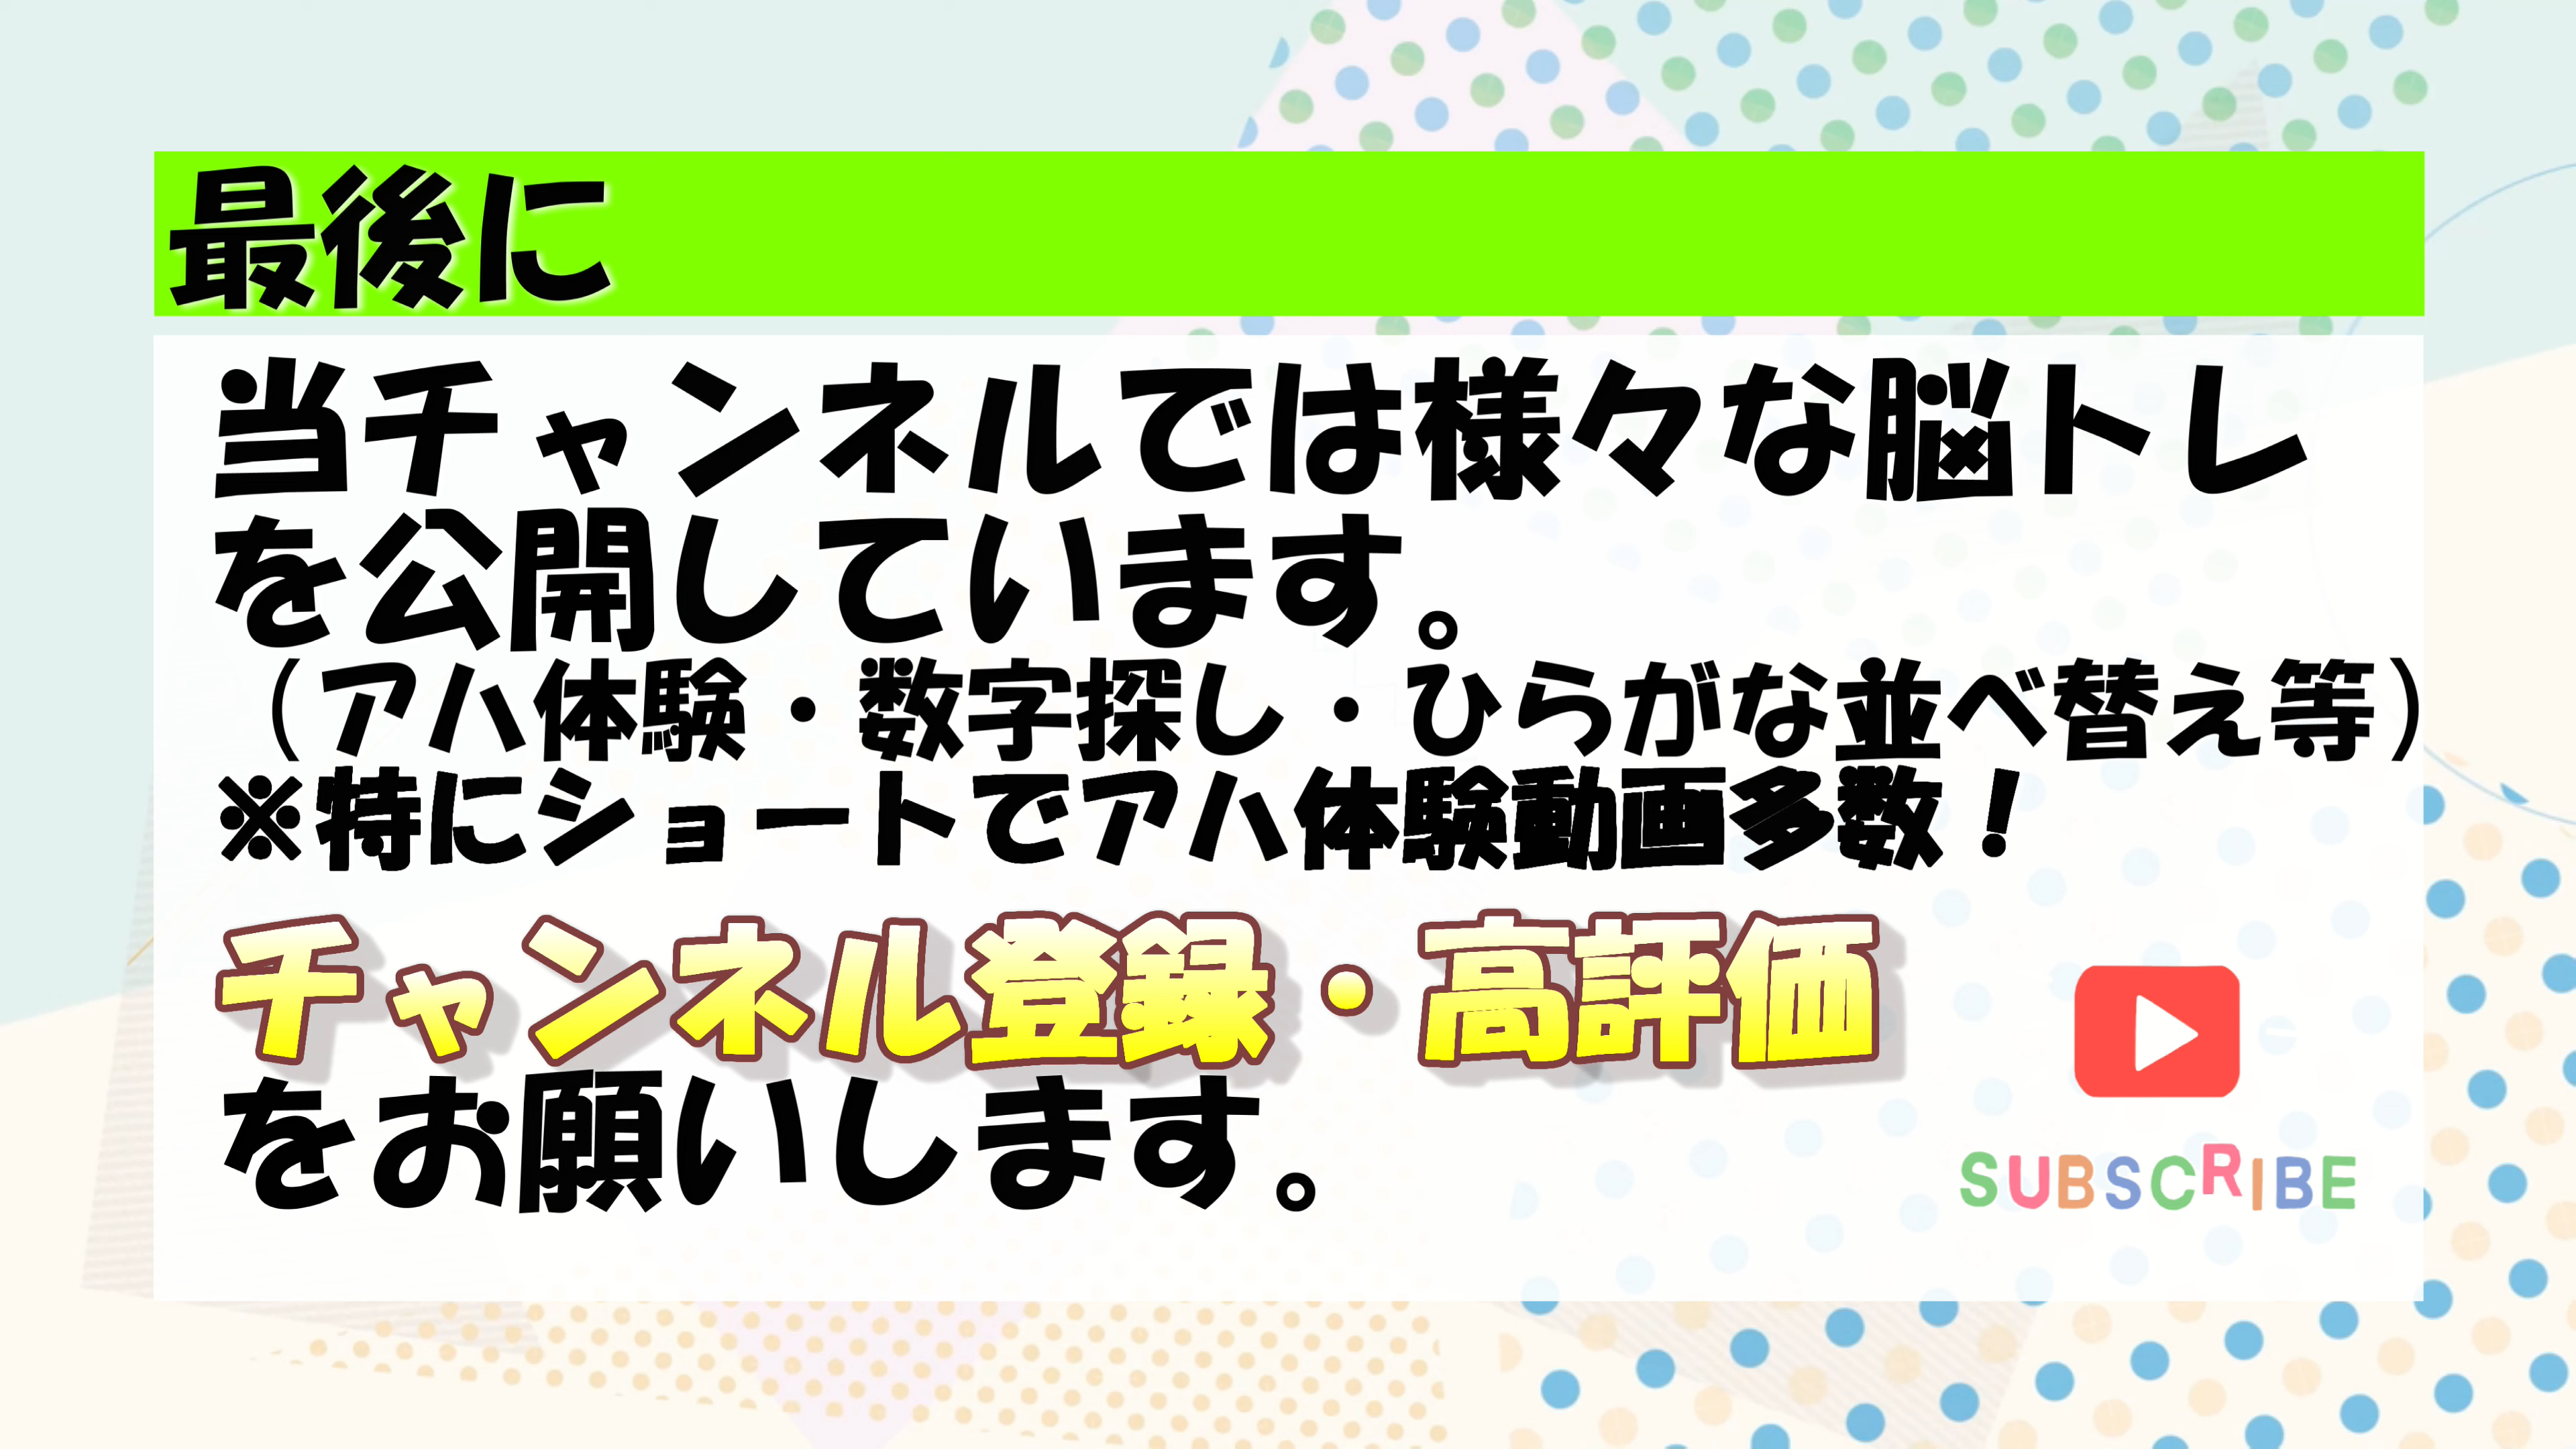 最後に
当チャンネルでは様々な脳トレ
を公開しています。
（アハ体験・数字探し・ひらがな並べ替え等）
※特にショートでアハ体験動画多数！
チャンネル登録・高評価
をお願いします。
SUBSCRIBE